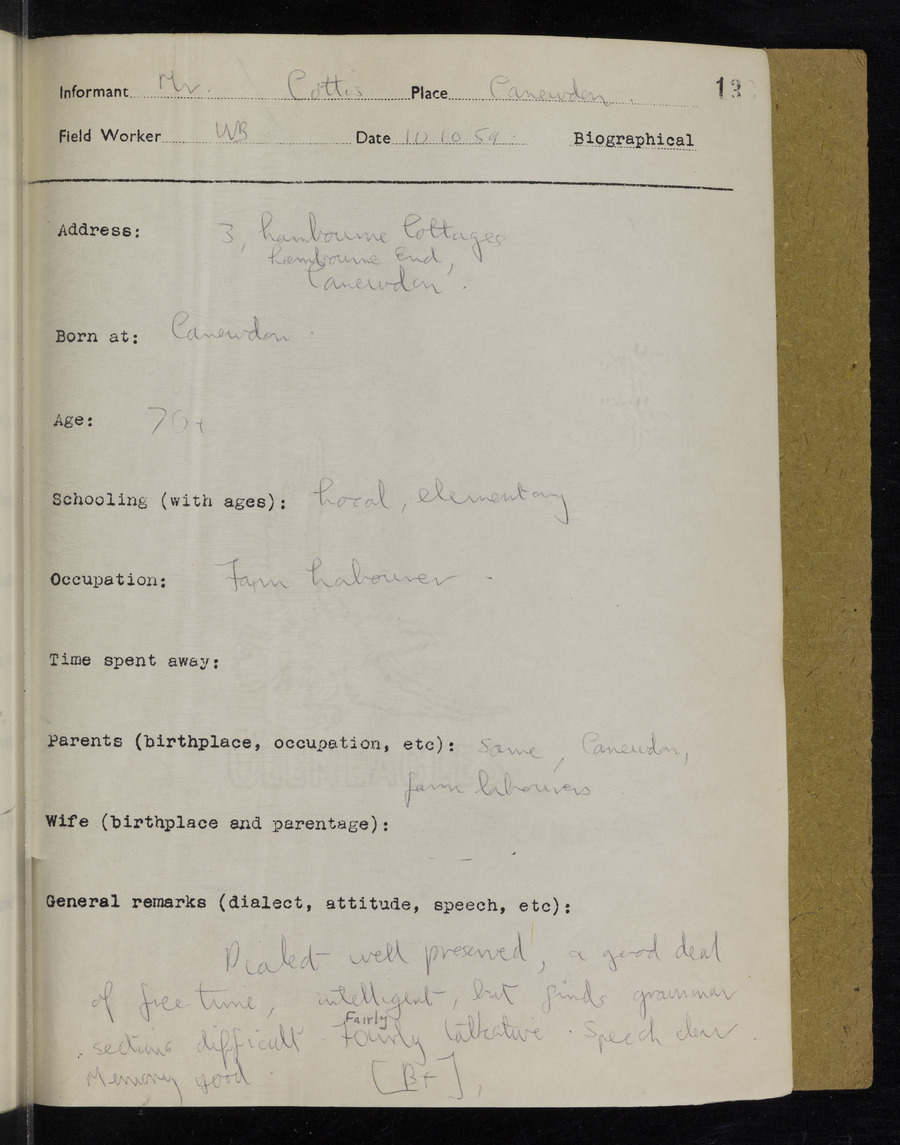 Informant Mr. Cottis Place Canewdon. 13
Field Worker WB Date 10 10 59. Biographical
Address: 3, Lambourne Cottages
Lambourne End,
Canewdon.
Born at: Canewdon.
Age: 70+
Schooling (with ages): Local, elementary
Occupation: Farm Labourer -
Time spent away:
Parents (birthplace, occupation, etc): Same, Canewdon,
farm labourers
Wife (birthplace and parentage):
General remarks (dialect, attitude, speech, etc):
Dialect well preserved, a good deal
of free time, intelligent, but finds grammar
Fairly
sections difficult. Fairly talkative. Speech clear.
Memory good. [B+],